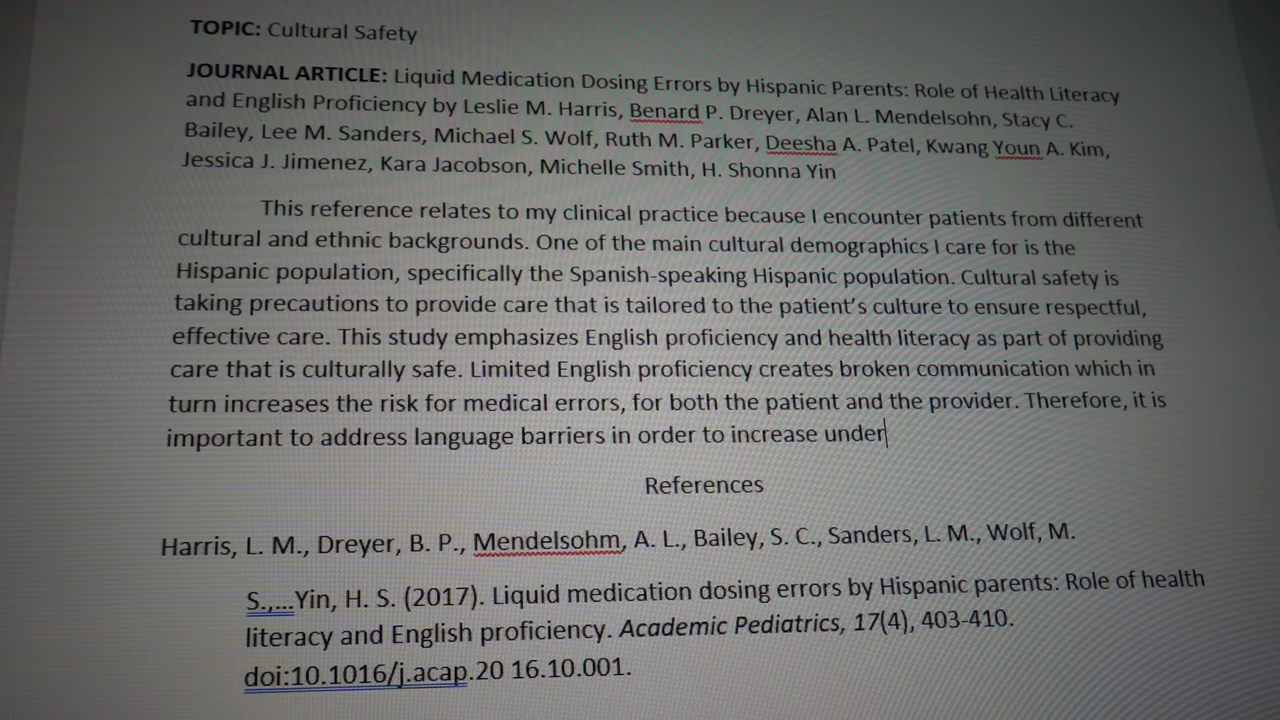 TOPIC: Cultural Safety
JOURNAL ARTICLE: Liquid Medication Dosing Errors by Hispanic Parents: Role of Health Literacy
and English Proficiency by Leslie M. Harris, Benard P. Dreyer, Alan L. Mendelsohn, Stacy C.
Bailey, Lee M. Sanders, Michael S. Wolf, Ruth M. Parker, Deesha A. Patel, Kwang Youn A. Kim,
Jessica J. Jimenez, Kara Jacobson, Michelle Smith, H. Shonna Yin
This reference relates to my clinical practice because I encounter patients from different
cultural and ethnic backgrounds. One of the main cultural demographics I care for is the
Hispanic population, specifically the Spanish-speaking Hispanic population. Cultural safety is
taking precautions to provide care that is tailored to the patient's culture to ensure respectful,
effective care. This study emphasizes English proficiency and health literacy as part of providing
care that is culturally safe. Limited English proficiency creates broken communication which in
turn increases the risk for medical errors, for both the patient and the provider. Therefore, it is
important to address language barriers in order to increase under
References
Harris, L. M., Dreyer, B. P., Mendelsohm, A. L., Bailey, S. C., Sanders, L. M., Wolf, M.
S.,...Yin, H. S. (2017). Liquid medication dosing errors by Hispanic parents: Role of health
literacy and English proficiency. Academic Pediatrics, 17(4), 403-410.
doi:10.1016/j.acap.20 16.10.001.